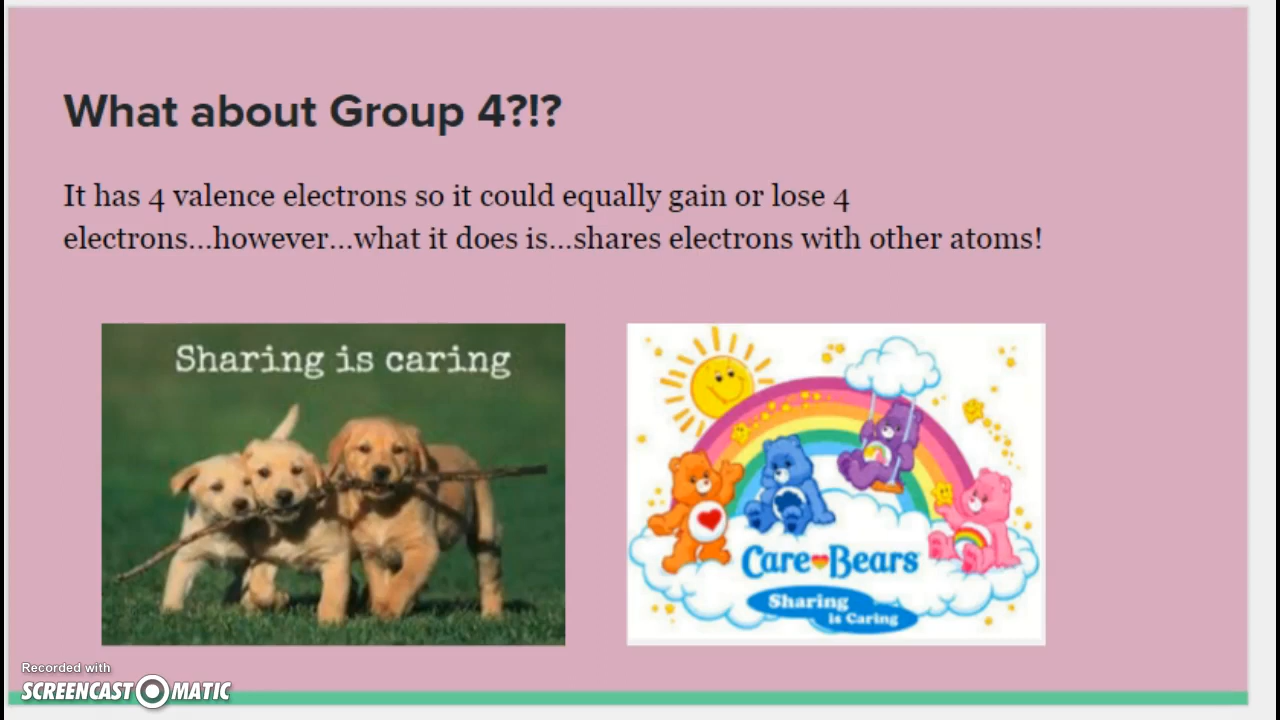 What about Group 4?!?
It has 4 valence electrons so it could equally gain or lose 4
electrons...however...what it does is...shares electrons with other atoms!
Sharing is caring
Care Bears
Sharing
is Caring
Recorded with
SCREENCAST MATIC